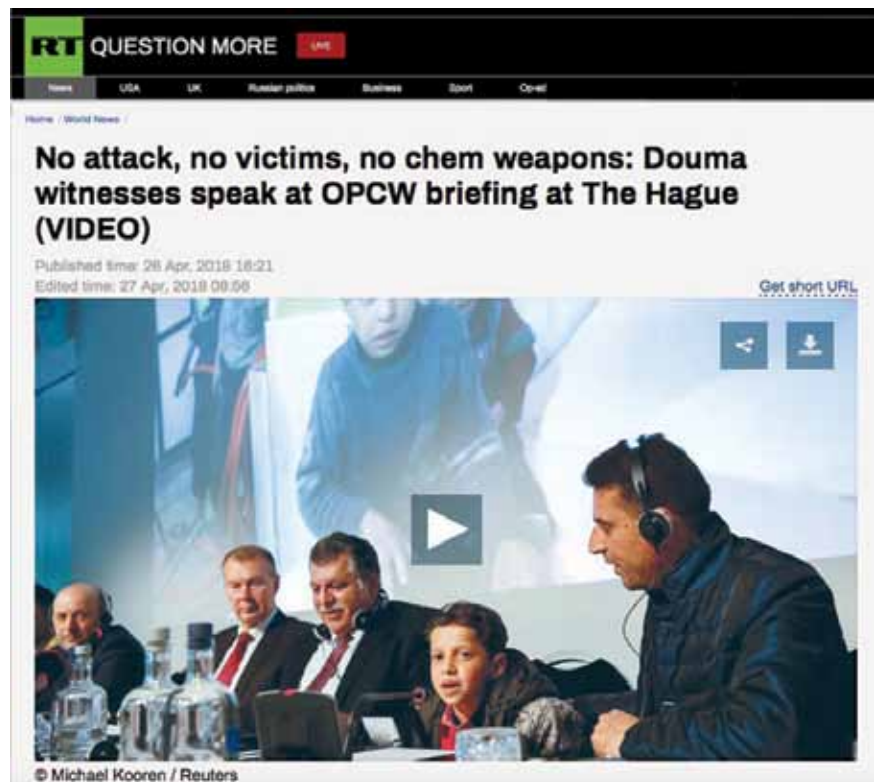 RT QUESTION MORE LIVE
News USA UK Russian politics Business Sport Op-ed
Home / World News /
No attack, no victims, no chem weapons: Douma
witnesses speak at OPCW briefing at The Hague
(VIDEO)
Published time: 26 Apr, 2018 16:21
Edited time: 27 Apr, 2018 08:56
Get short URL
© Michael Kooren / Reuters